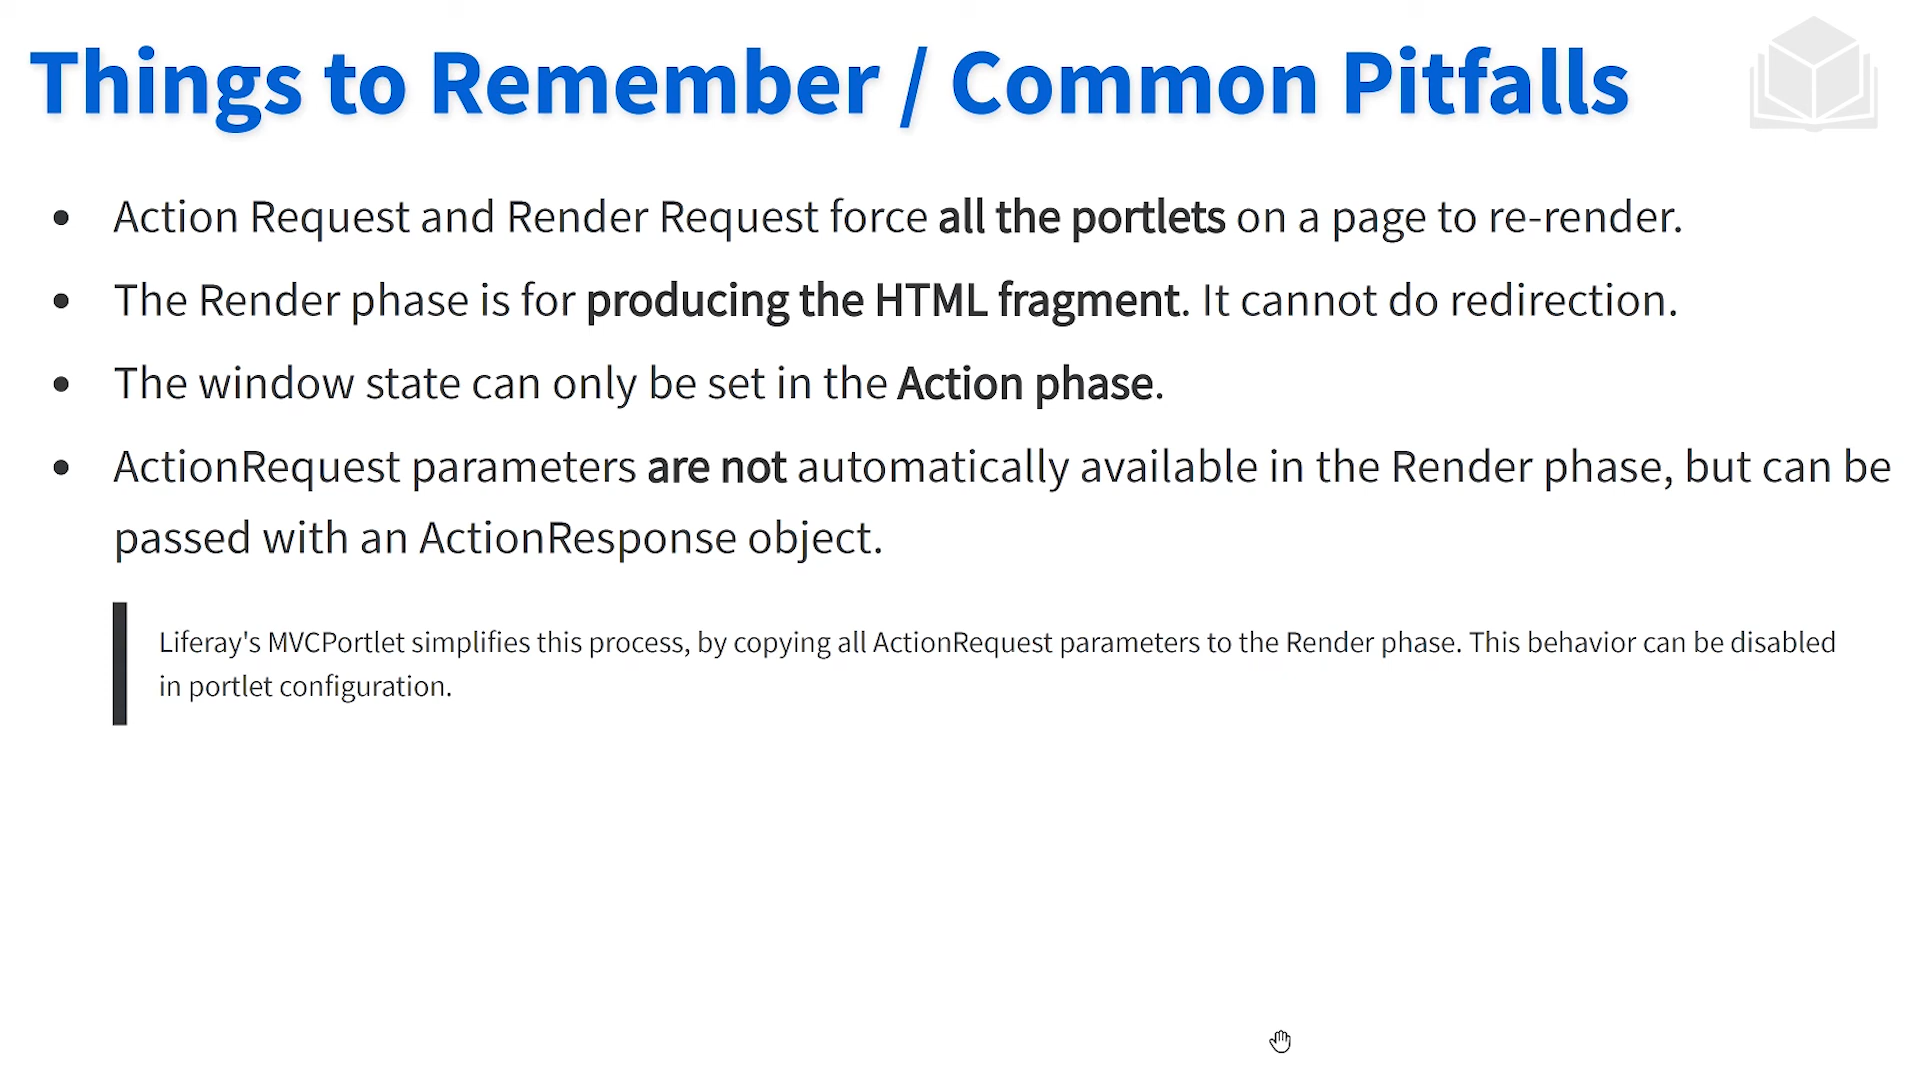 Things to Remember / Common Pitfalls
• Action Request and Render Request force all the portlets on a page to re-render.
• The Render phase is for producing the HTML fragment. It cannot do redirection.
• The window state can only be set in the Action phase.
• ActionRequest parameters are not automatically available in the Render phase, but can be
passed with an ActionResponse object.
Liferay's MVCPortlet simplifies this process, by copying all ActionRequest parameters to the Render phase. This behavior can be disabled
in portlet configuration.